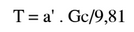 T = a' . Gc/9,81